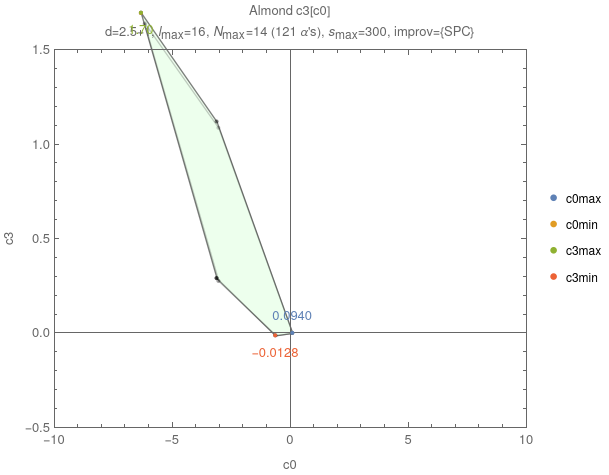 Almond c3[c0]
d=2.5+ , lmax=16, Nmax=14 (121 α's), smax=300, improv={SPC}
1.5
1.0
0.5
0.0
−0.5
c3
0.0940
−0.0128
−10
−5
0
5
10
c0
c0max
c0min
c3max
c3min